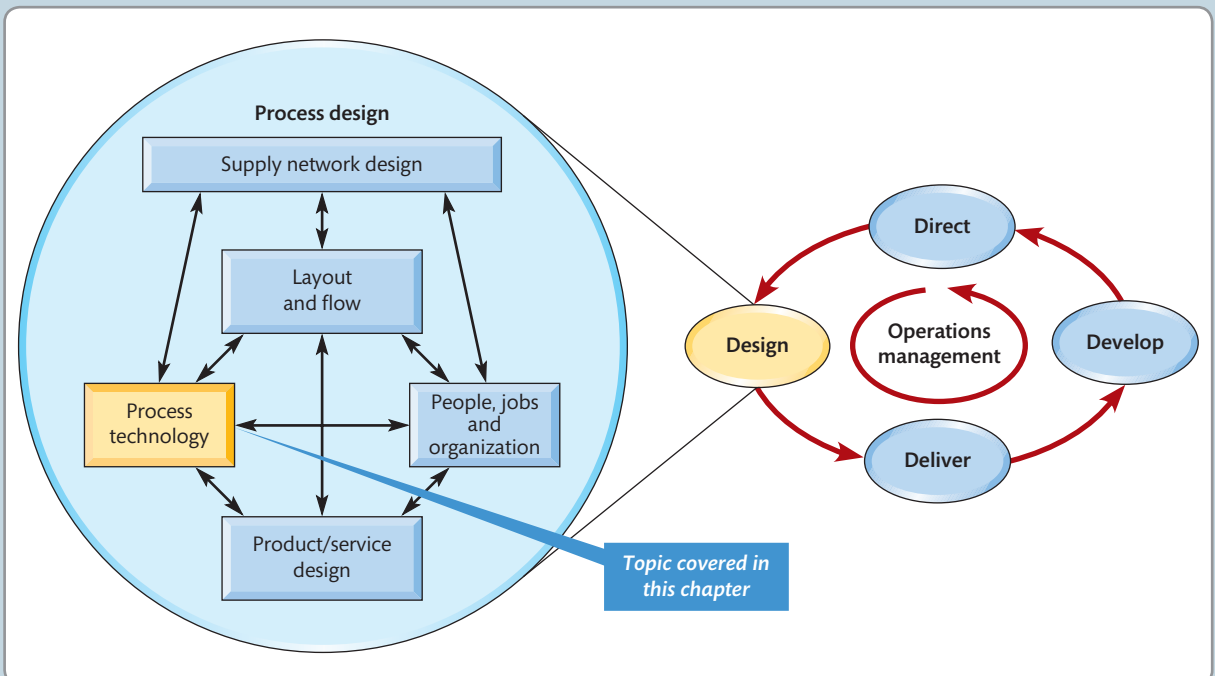 Process design
Supply network design
Layout
and flow
Process
technology
People, jobs
and
organization
Product/service
design
Topic covered in
this chapter
Direct
Design
Operations
management
Develop
Deliver